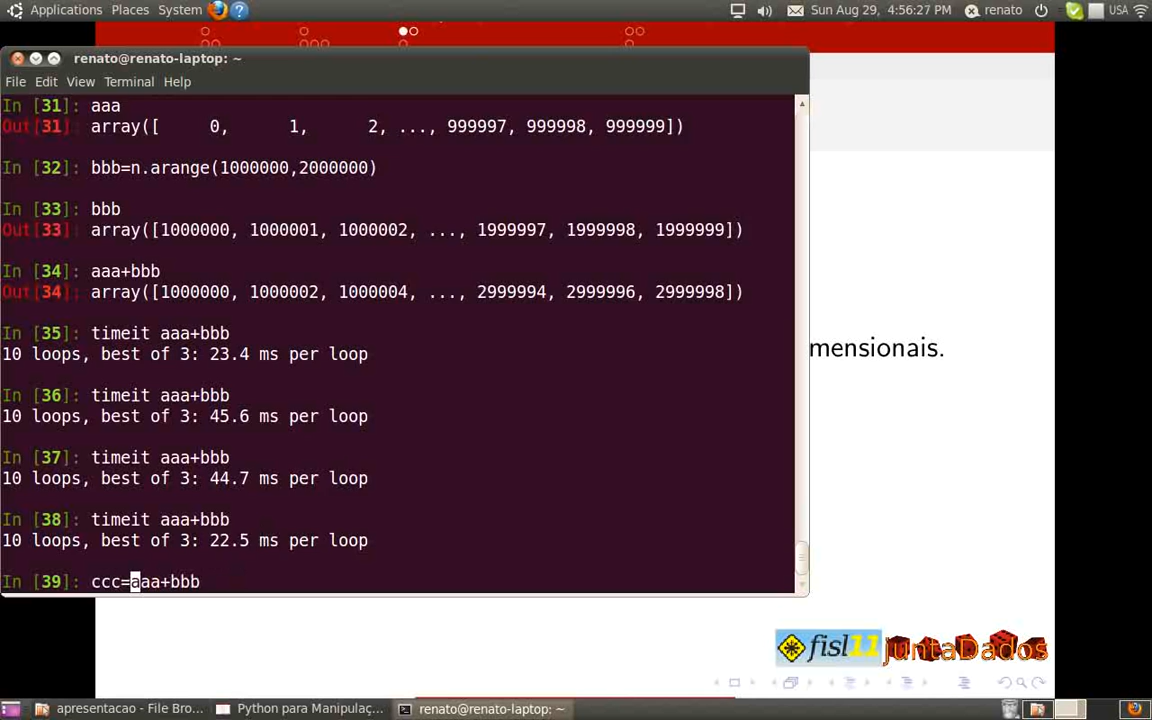 Applications Places System
Sun Aug 29, 4:56:27 PM renato USA
renato@renato-laptop: ~
File Edit View Terminal Help
In [31]: aaa
Out[31]: array([      0,       1,       2, ..., 999997, 999998, 999999])
In [32]: bbb=n.arange(1000000,2000000)
In [33]: bbb
Out[33]: array([1000000, 1000001, 1000002, ..., 1999997, 1999998, 1999999])
In [34]: aaa+bbb
Out[34]: array([1000000, 1000002, 1000004, ..., 2999994, 2999996, 2999998])
In [35]: timeit aaa+bbb
10 loops, best of 3: 23.4 ms per loop
mensionais.
In [36]: timeit aaa+bbb
10 loops, best of 3: 45.6 ms per loop
In [37]: timeit aaa+bbb
10 loops, best of 3: 44.7 ms per loop
In [38]: timeit aaa+bbb
10 loops, best of 3: 22.5 ms per loop
In [39]: ccc=aaa+bbb
fisl11 juntaDados
apresentacao - File Bro... Python para Manipulaç... renato@renato-laptop: ~